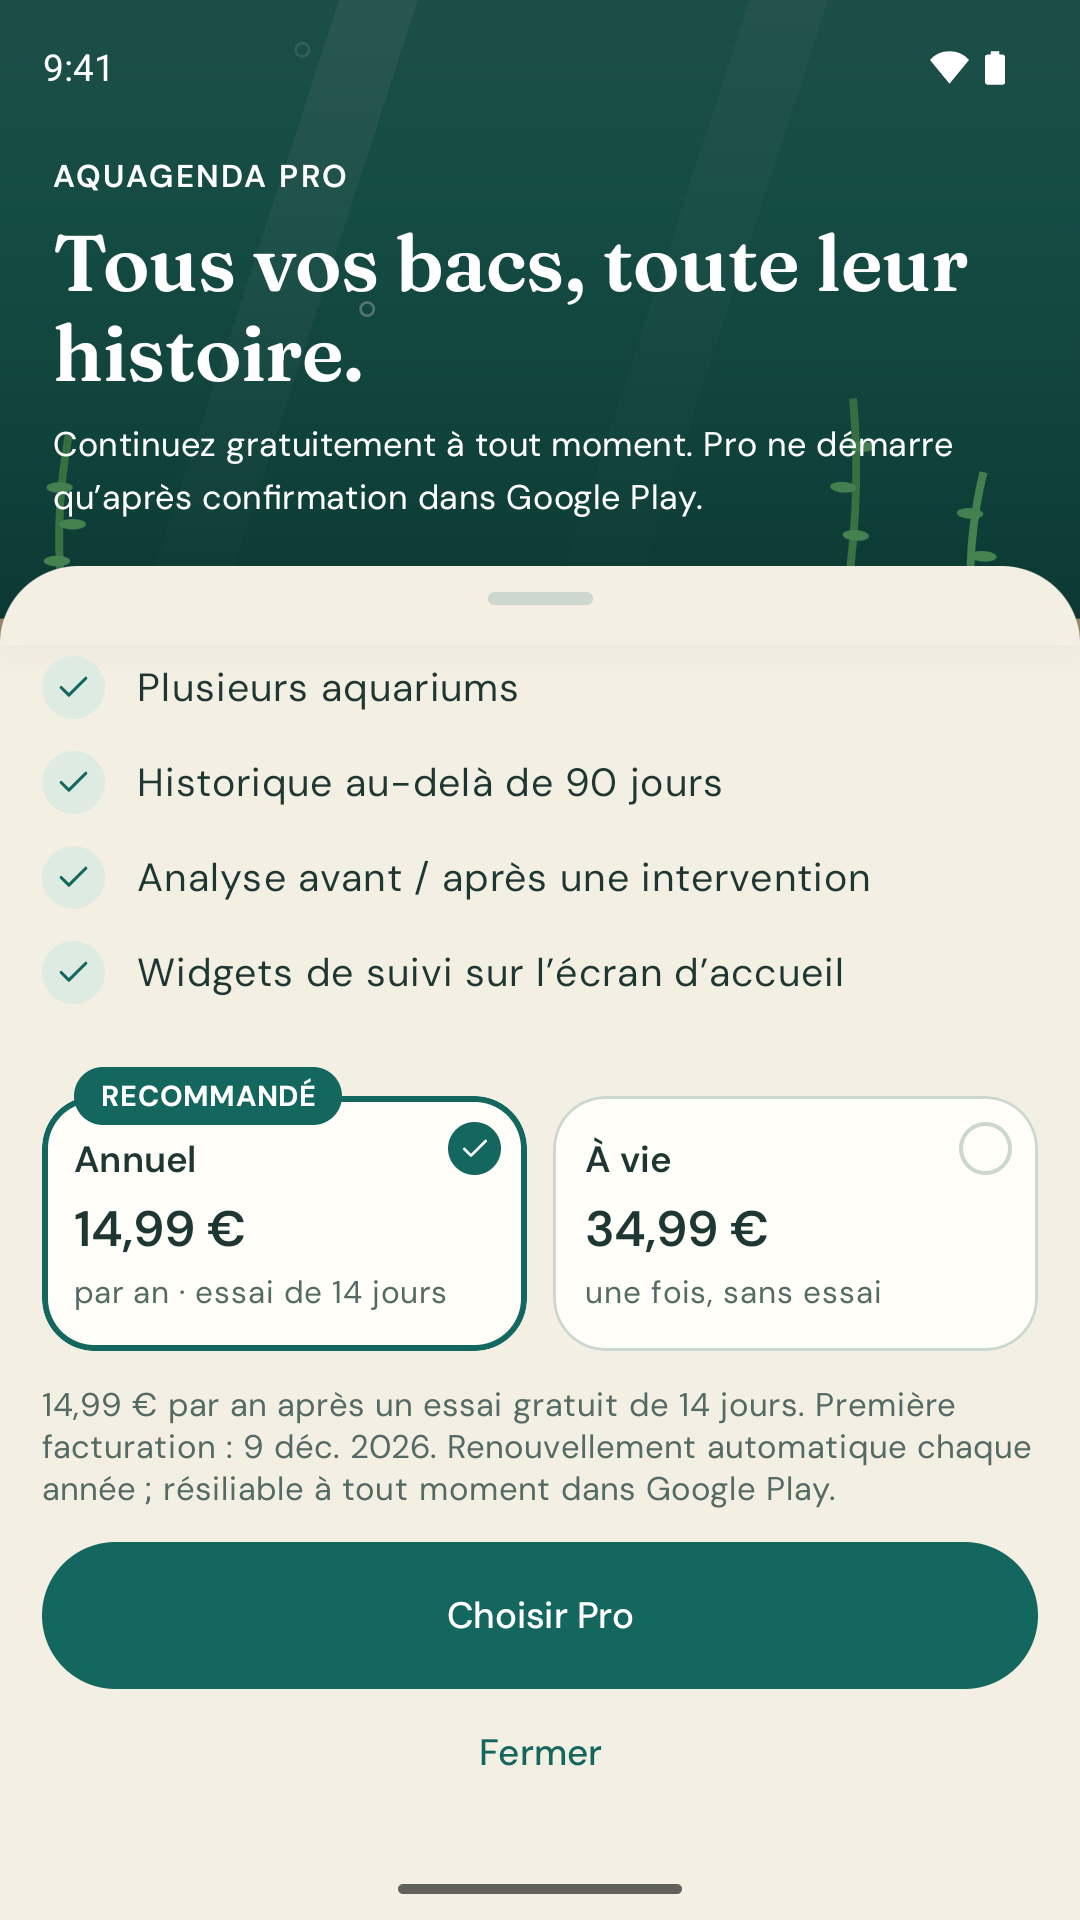 9:41
AQUAGENDA PRO
Tous vos bacs, toute leur
histoire.
Continuez gratuitement à tout moment. Pro ne démarre
qu’après confirmation dans Google Play.
Plusieurs aquariums
Historique au-delà de 90 jours
Analyse avant / après une intervention
Widgets de suivi sur l’écran d’accueil
RECOMMANDÉ
Annuel
14,99 €
par an · essai de 14 jours
À vie
34,99 €
une fois, sans essai
14,99 € par an après un essai gratuit de 14 jours. Première
facturation : 9 déc. 2026. Renouvellement automatique chaque
année ; résiliable à tout moment dans Google Play.
Choisir Pro
Fermer